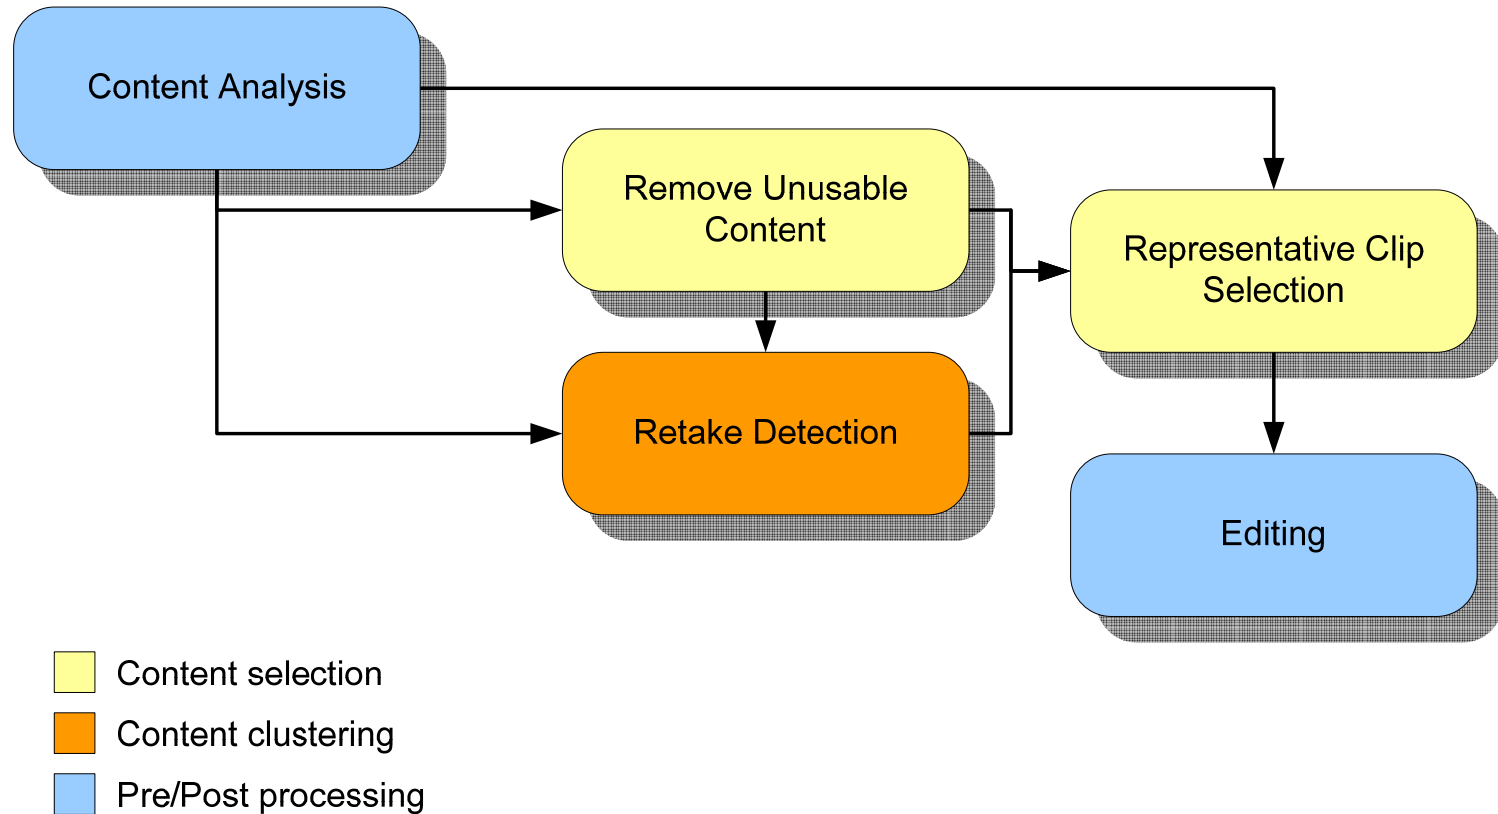 Content Analysis
Remove Unusable
Content
Representative Clip
Selection
Retake Detection
Editing
Content selection
Content clustering
Pre/Post processing